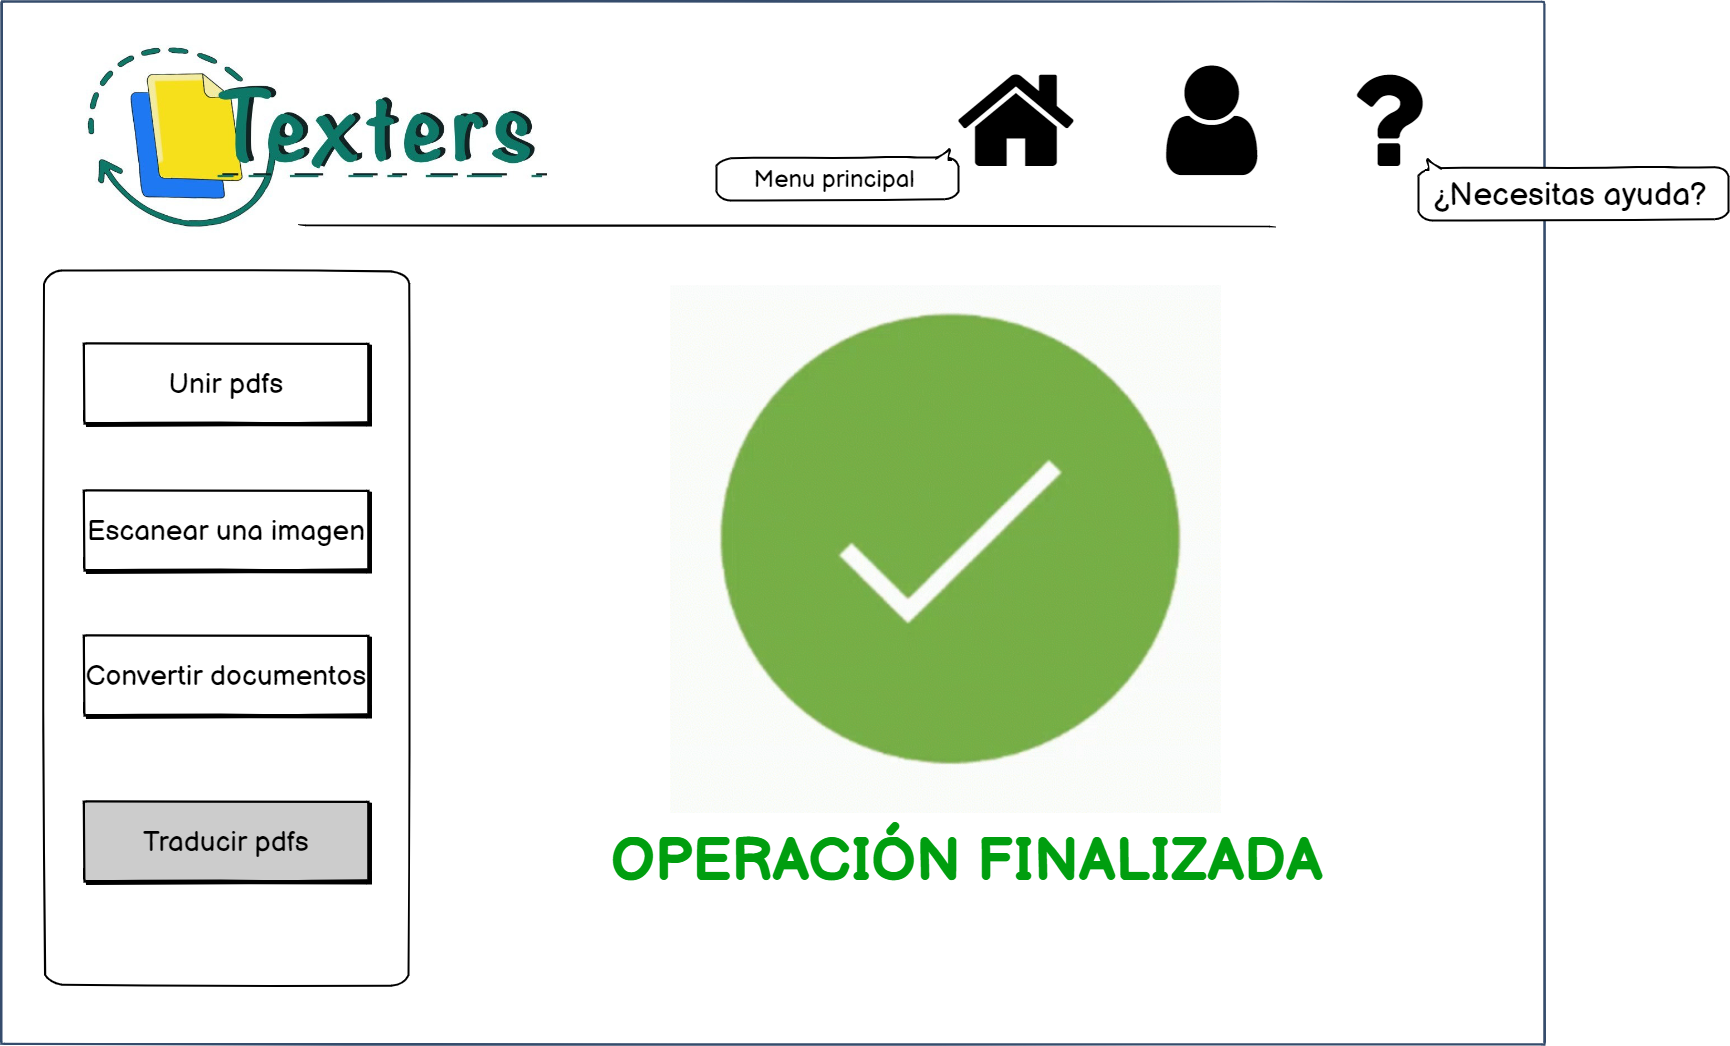 Texters
Menu principal
¿Necesitas ayuda?
Unir pdfs
Escanear una imagen
Convertir documentos
Traducir pdfs
OPERACIÓN FINALIZADA